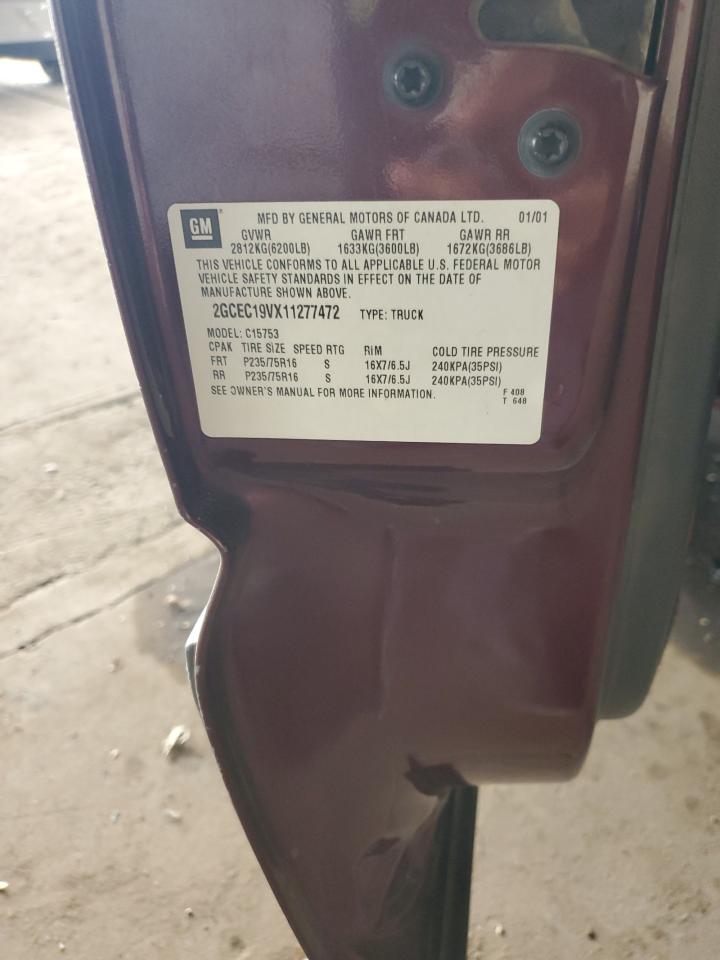 GM MFD BY GENERAL MOTORS OF CANADA LTD. 01/01
GVWR GAWR FRT GAWR RR
2812KG(6200LB) 1633KG(3600LB) 1672KG(3686LB)
THIS VEHICLE CONFORMS TO ALL APPLICABLE U.S. FEDERAL MOTOR
VEHICLE SAFETY STANDARDS IN EFFECT ON THE DATE OF
MANUFACTURE SHOWN ABOVE.
2GCEC19VX11277472 TYPE: TRUCK
MODEL: C15753
CPAK TIRE SIZE SPEED RTG RIM COLD TIRE PRESSURE
FRT P235/75R16 S 16X7/6.5J 240KPA(35PSI)
RR P235/75R16 S 16X7/6.5J 240KPA(35PSI)
SEE OWNER'S MANUAL FOR MORE INFORMATION. F 408
T 648